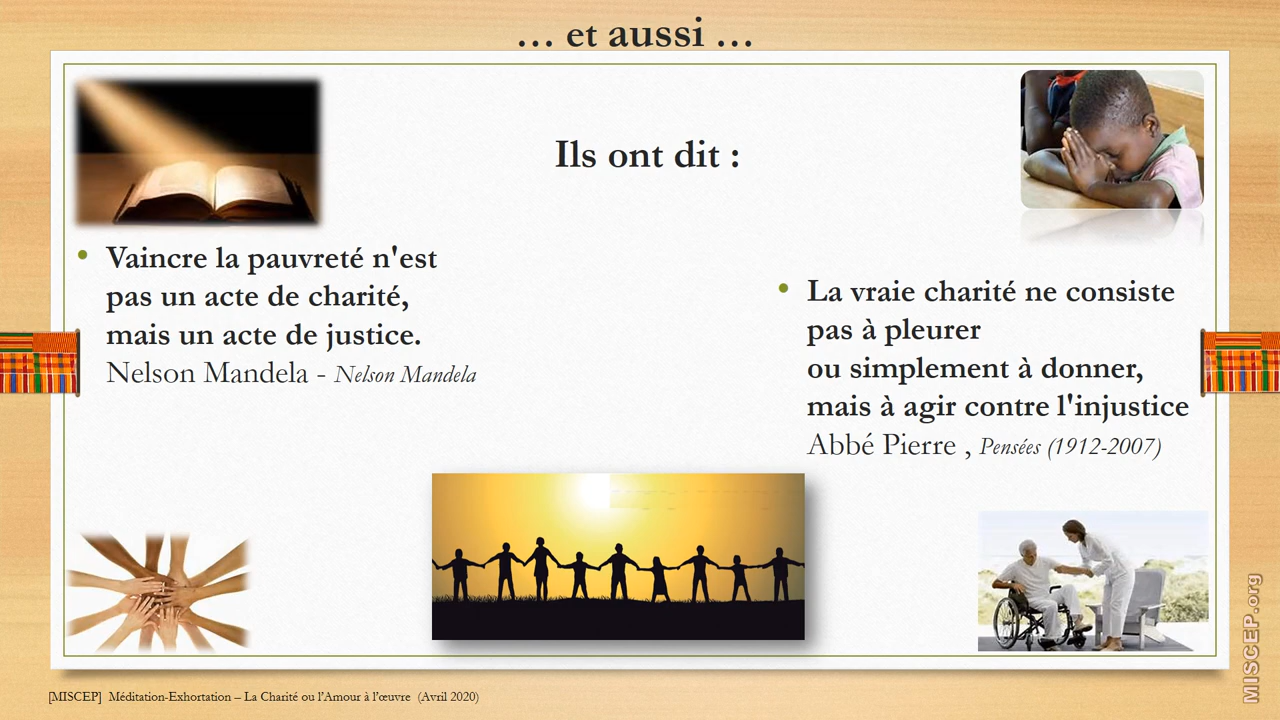 … et aussi …
Ils ont dit :
• Vaincre la pauvreté n'est
pas un acte de charité,
mais un acte de justice.
Nelson Mandela - Nelson Mandela
• La vraie charité ne consiste
pas à pleurer
ou simplement à donner,
mais à agir contre l'injustice
Abbé Pierre , Pensées (1912-2007)
MISCEP.org
[MISCEP] Méditation-Exhortation – La Charité ou l'Amour à l'œuvre (Avril 2020)